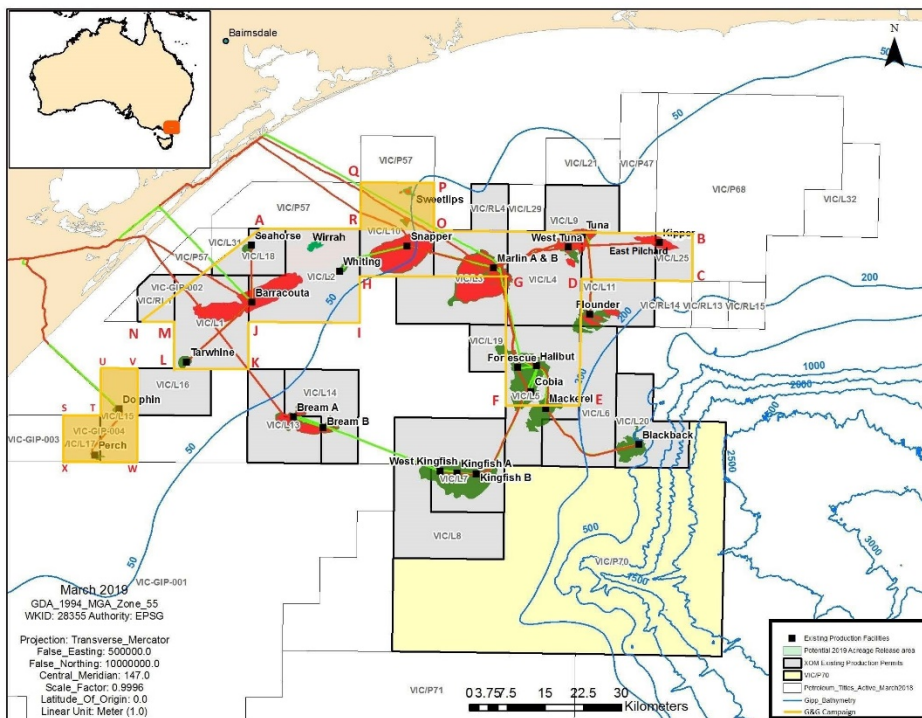 Bairnsdale
N
50
VIC/P57
VIC/L21
VIC/P47
VIC/P68
Q
P
Sweetlips
VIC/RL4
VIC/L29
VIC/L32
VIC/P57
R
VIC/L10
O
VIC/L9
Tuna
A
Seahorse
Wirrah
Snapper
West Tuna
Kipper
B
VIC/L31
VIC/L18
East Pilchard
VIC/P57
Whiting
VIC/L2
Marlin A & B
VIC/L25
50
H
VIC/L3
G
VIC/L4
D
VIC/L11
C
200
VIC-GIP-002
Barracouta
VIC/RL14
VIC/RL13
VIC/RL15
VIC/L1
Flounder
200
N
M
J
I
VIC/L19
L
Tarwhine
K
Fortescue
Halibut
1000
U
V
2000
VIC/L16
VIC/L14
Cobia
VIC/L5
Dolphin
Mackerel
S
T
VIC/L15
Bream A
F
E
VIC/L6
VIC/L20
VIC-GIP-003
VIC-GIP-004
VIC/L13
Bream B
Blackback
VIC/L17
Perch
50
2500
X
W
West Kingfish
Kingfish A
VIC/L7
Kingfish B
500
VIC/L8
3000
50
VIC/P70
1500
VIC-GIP-001
March 2019
GDA_1994_MGA_Zone_55
WKID: 28355 Authority: EPSG
Projection: Transverse_Mercator
False_Easting: 500000.0
False_Northing: 10000000.0
Central_Meridian: 147.0
Scale_Factor: 0.9996
Latitude_Of_Origin: 0.0
Linear Unit: Meter (1.0)
VIC/P71
0 3.757.5 15 22.5 30
Kilometers
Existing Production Facilities
Potential 2019 Acreage Release area
XOM Existing Production Permits
VIC/P70
Petroleum_Titles_Active_March2018
Gipp_Bathymetry
G&G Campaign